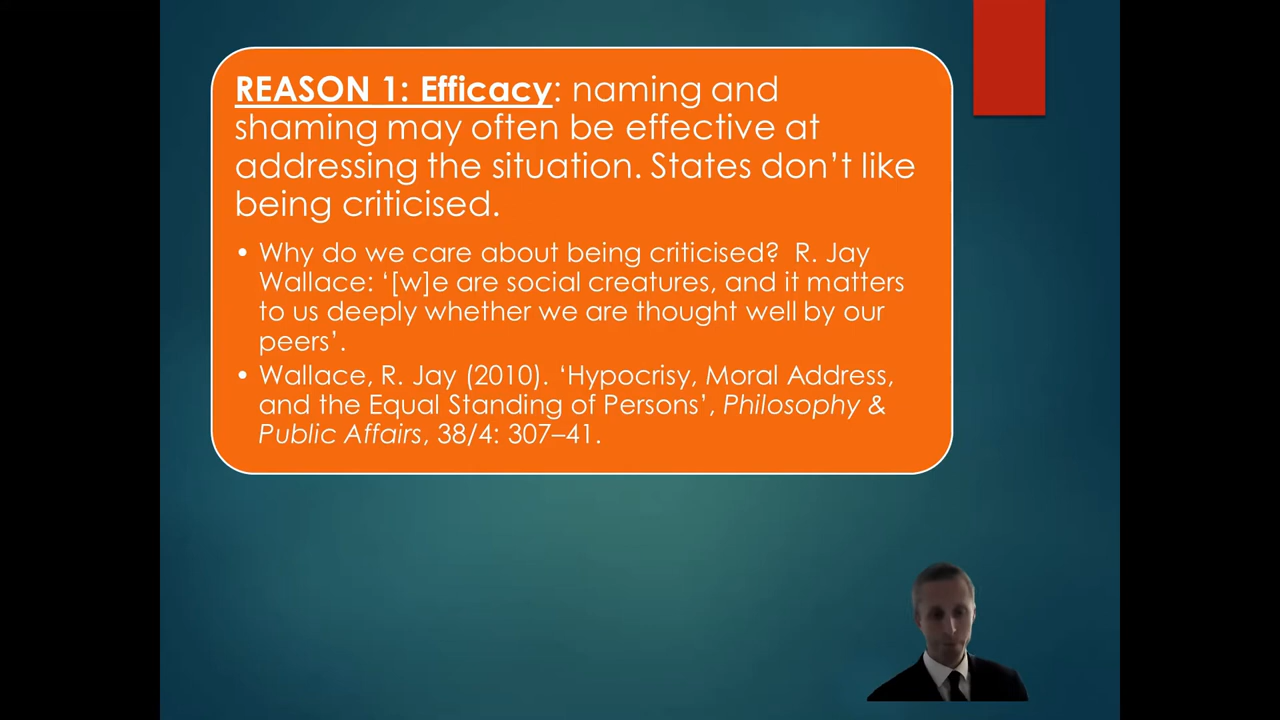 REASON 1: Efficacy: naming and
shaming may often be effective at
addressing the situation. States don’t like
being criticised.
• Why do we care about being criticised?  R. Jay
Wallace: ‘[w]e are social creatures, and it matters
to us deeply whether we are thought well by our
peers’.
• Wallace, R. Jay (2010). ‘Hypocrisy, Moral Address,
and the Equal Standing of Persons’, Philosophy &
Public Affairs, 38/4: 307–41.